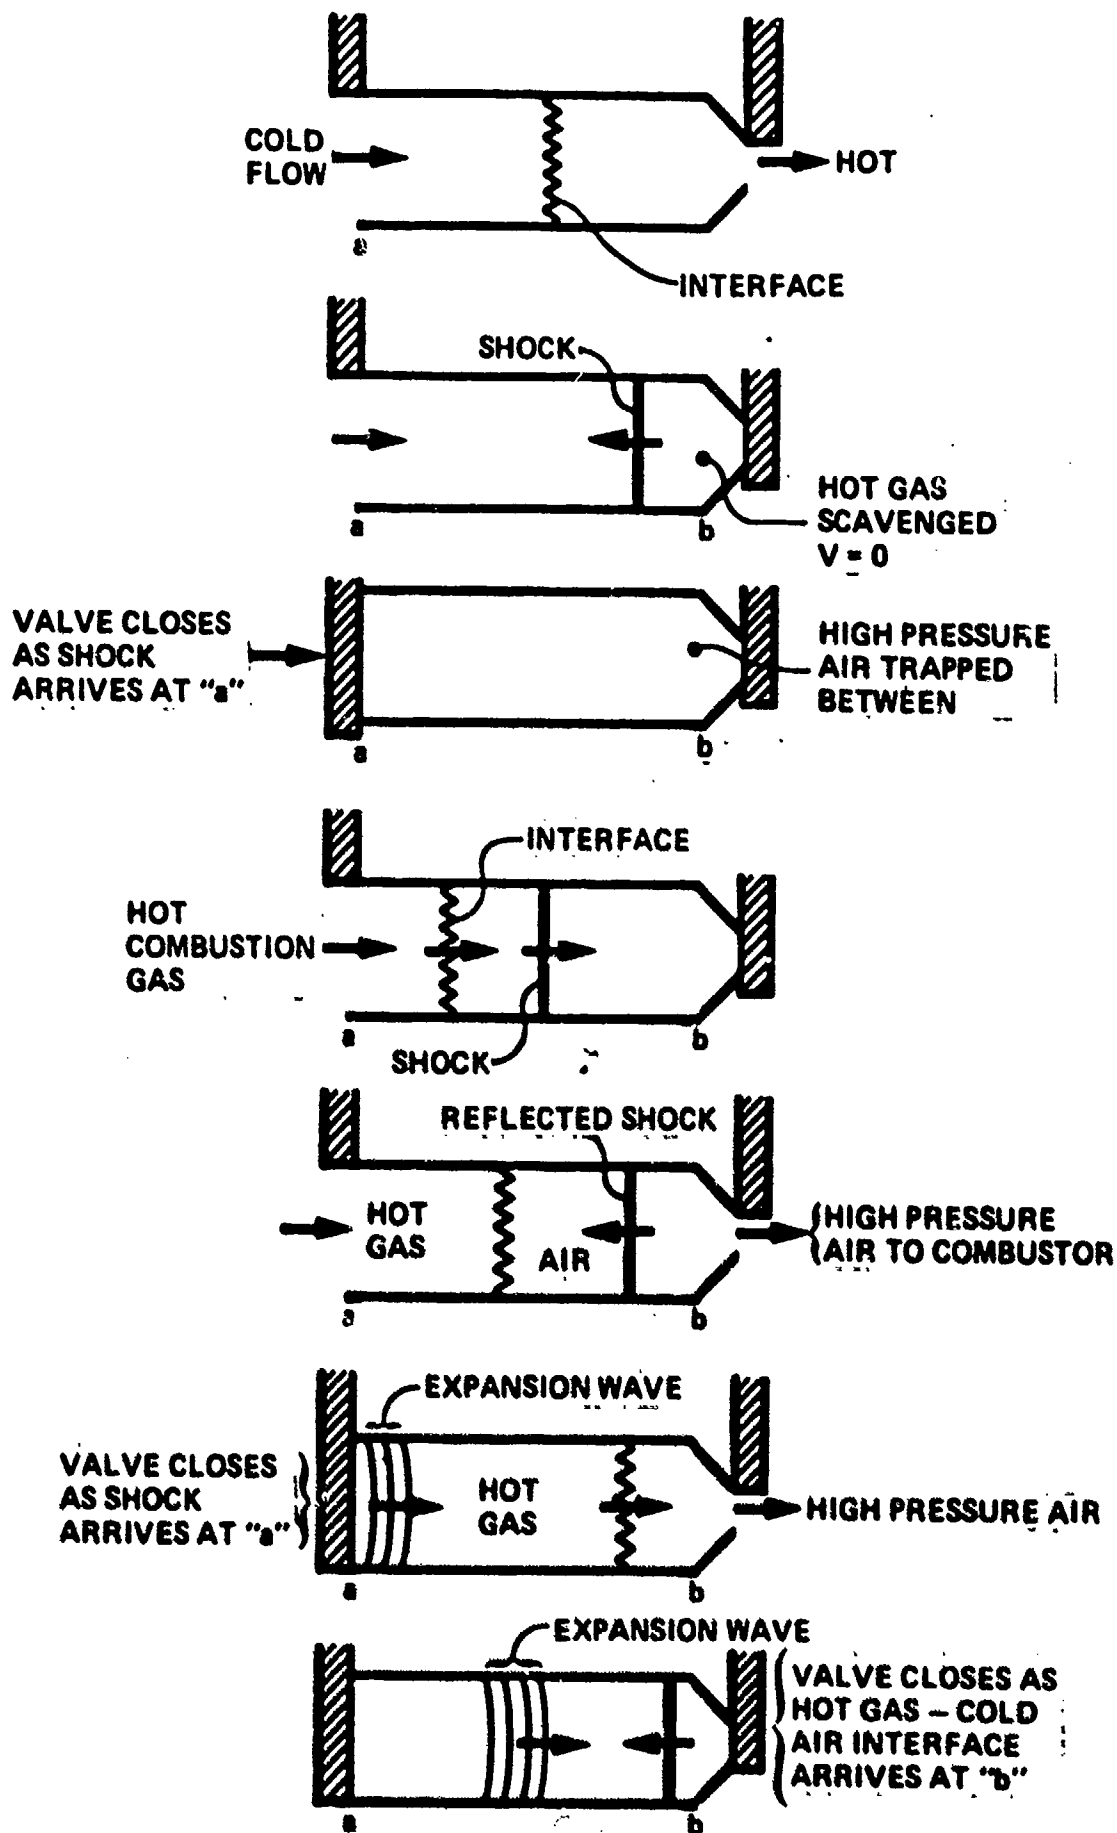 COLD
FLOW
HOT
a
INTERFACE
SHOCK
a
b
HOT GAS
SCAVENGED
V = 0
VALVE CLOSES
AS SHOCK
ARRIVES AT "a"
HIGH PRESSURE
AIR TRAPPED
BETWEEN
a
b
INTERFACE
HOT
COMBUSTION
GAS
a
b
SHOCK
REFLECTED SHOCK
HOT
GAS
AIR
HIGH PRESSURE
AIR TO COMBUSTOR
a
b
EXPANSION WAVE
VALVE CLOSES
AS SHOCK
ARRIVES AT "a"
HOT
GAS
HIGH PRESSURE AIR
a
b
EXPANSION WAVE
VALVE CLOSES AS
HOT GAS – COLD
AIR INTERFACE
ARRIVES AT "b"
a
b